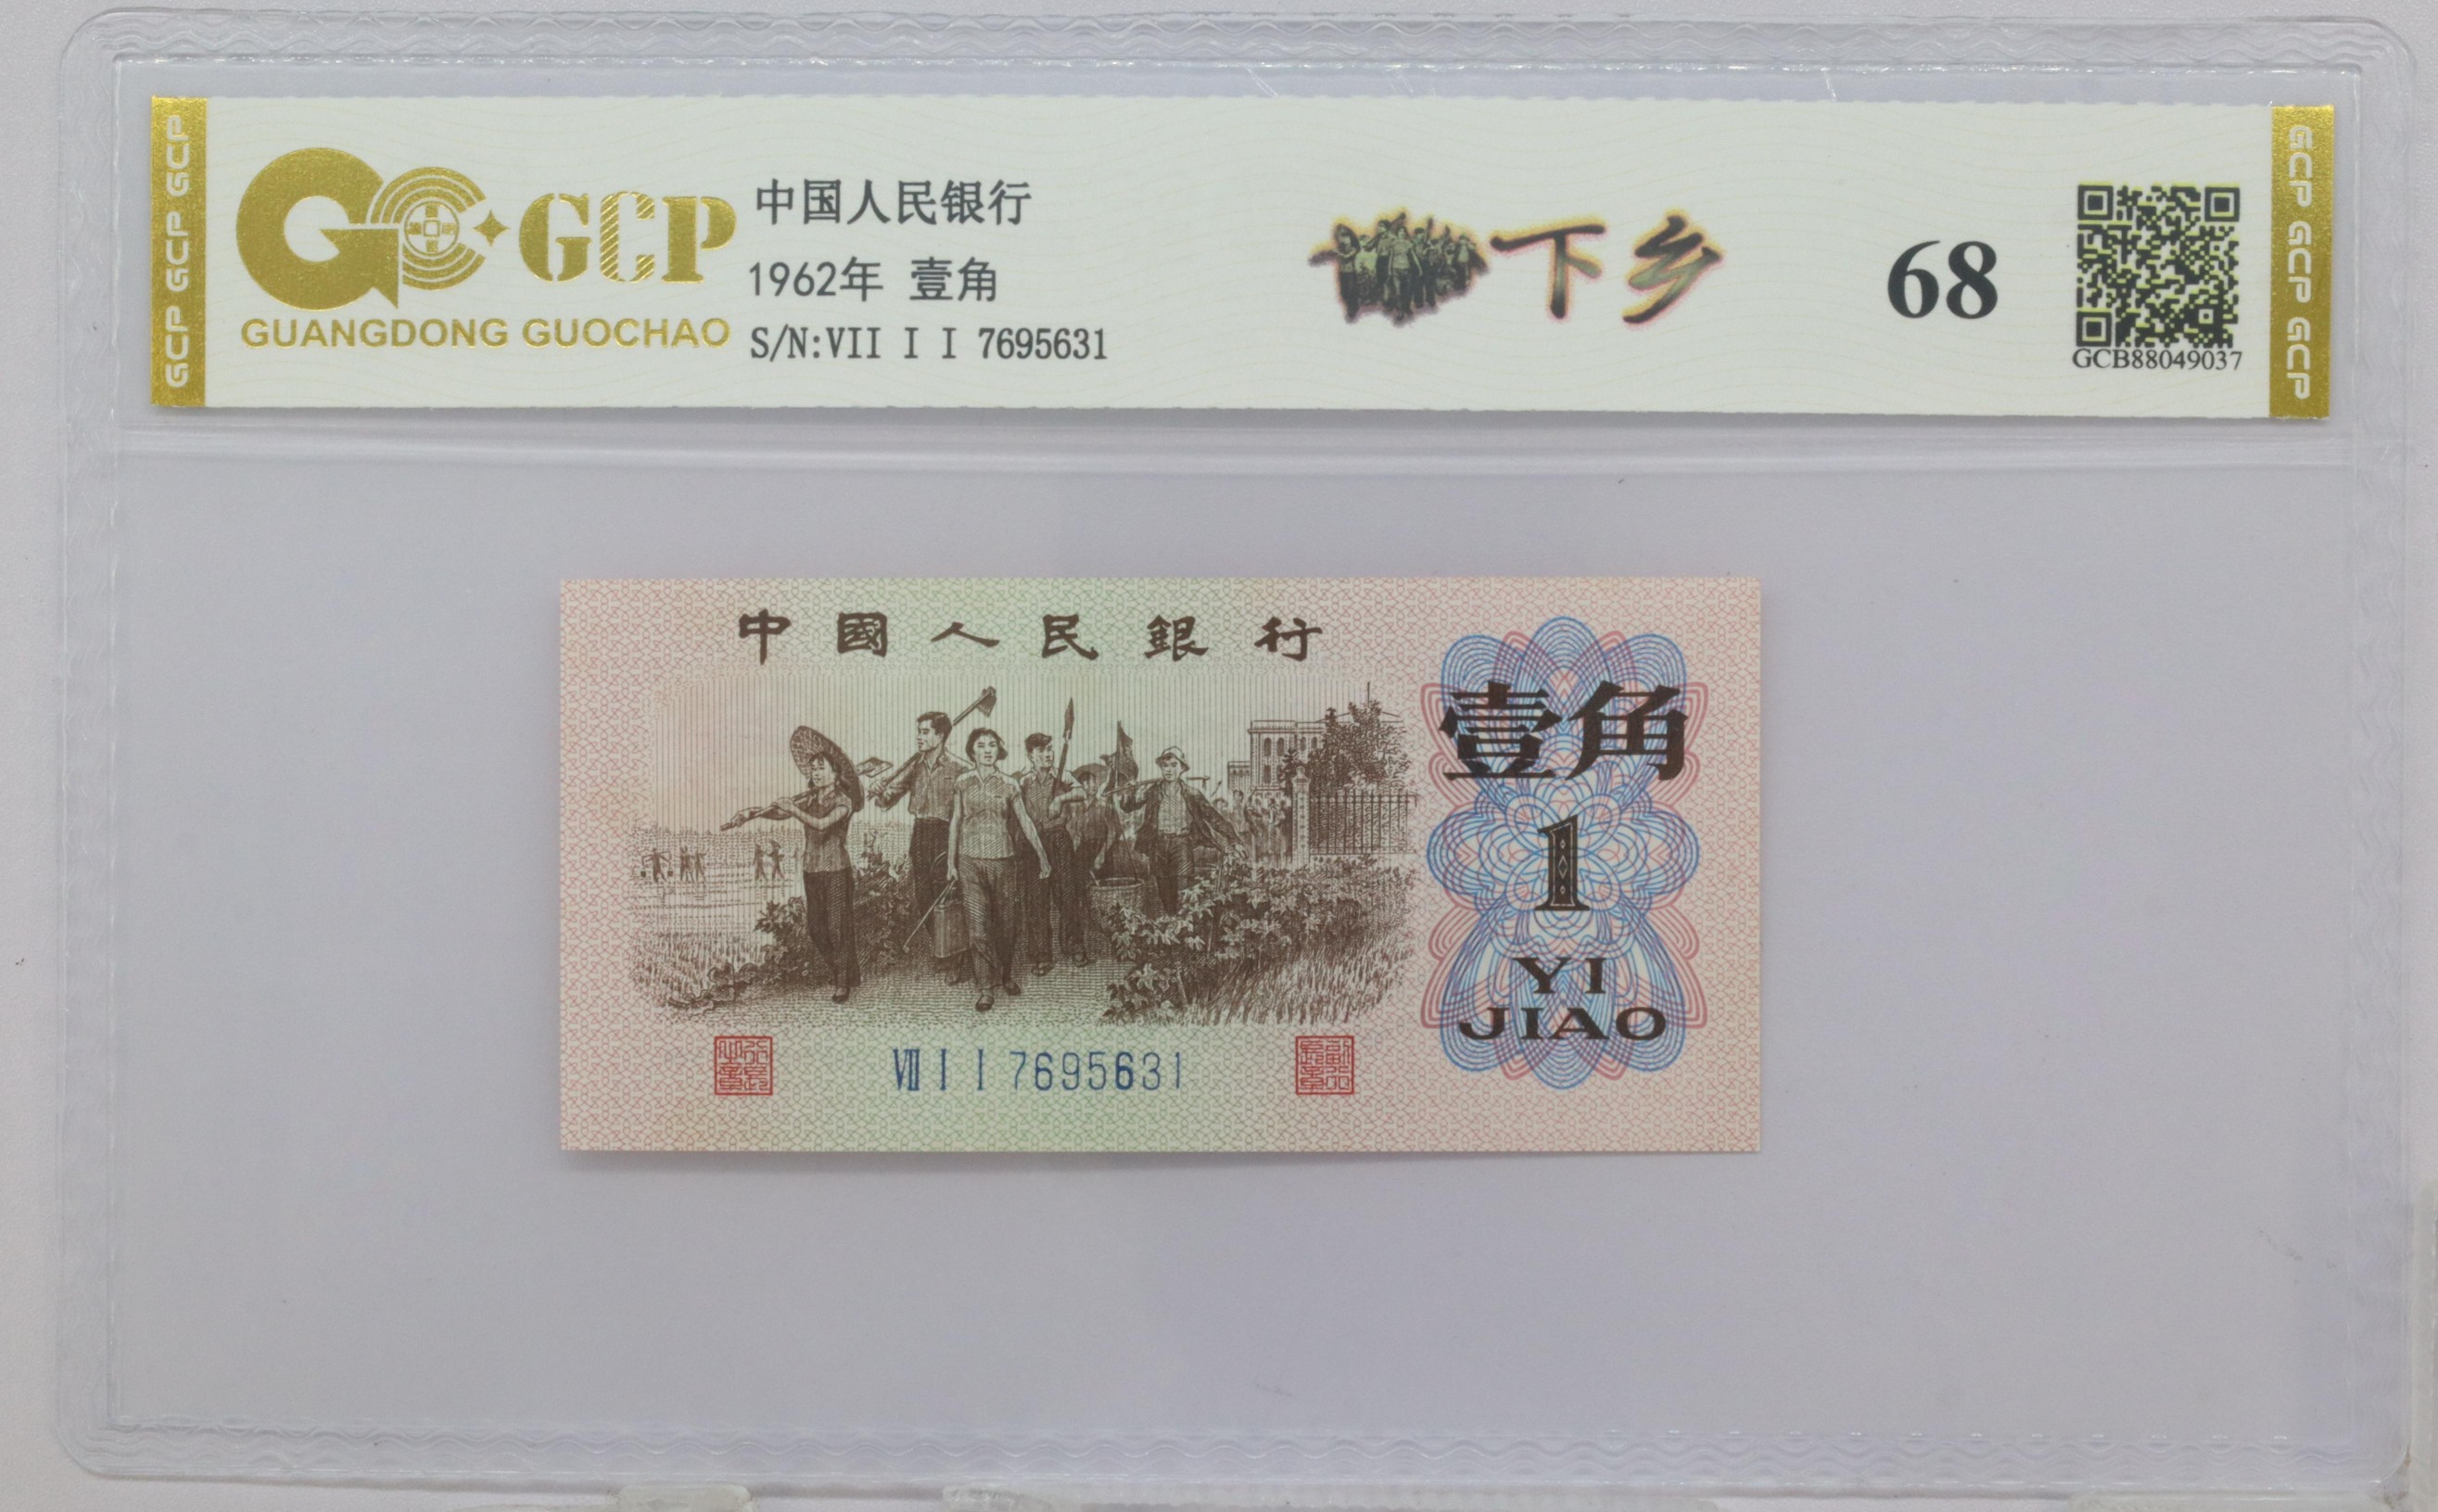 GCP GCP GCP
GC GCP
GUANGDONG GUOCHAO
中国人民银行
1962年 壹角
S/N:VII I I 7695631
下乡
68
GCB88049037
GCP GCP GCP
中國人民銀行
壹角
1
YI
JIAO
Ⅶ I I 7695631